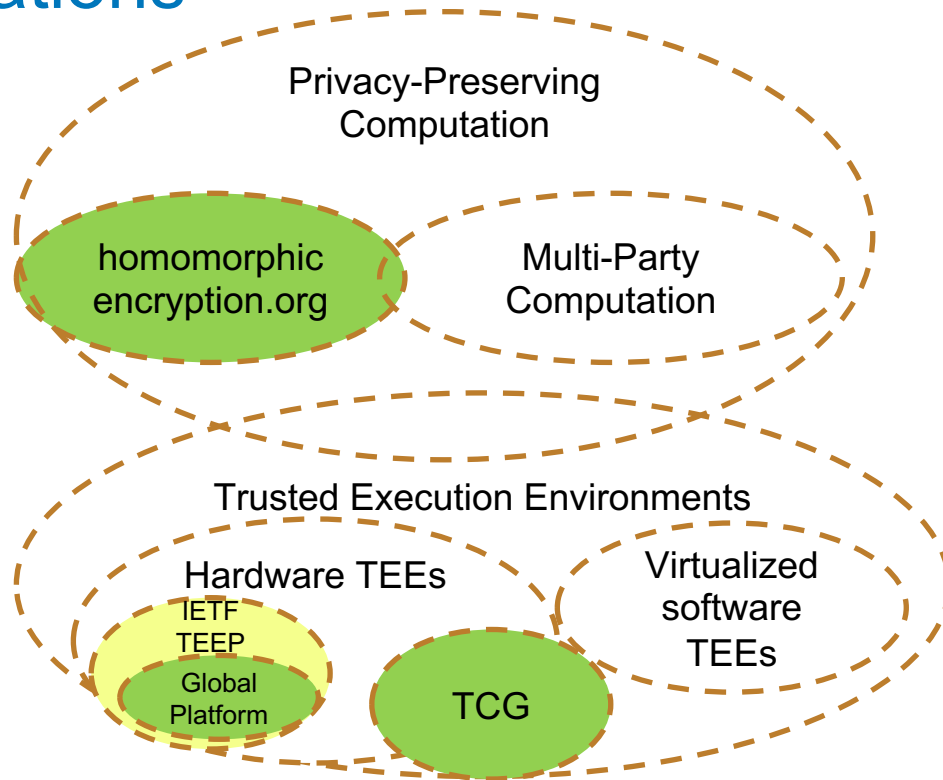 ations
Privacy-Preserving
Computation
homomorphic
encryption.org
Multi-Party
Computation
Trusted Execution Environments
Hardware TEEs
IETF
TEEP
Global
Platform
TCG
Virtualized
software
TEEs